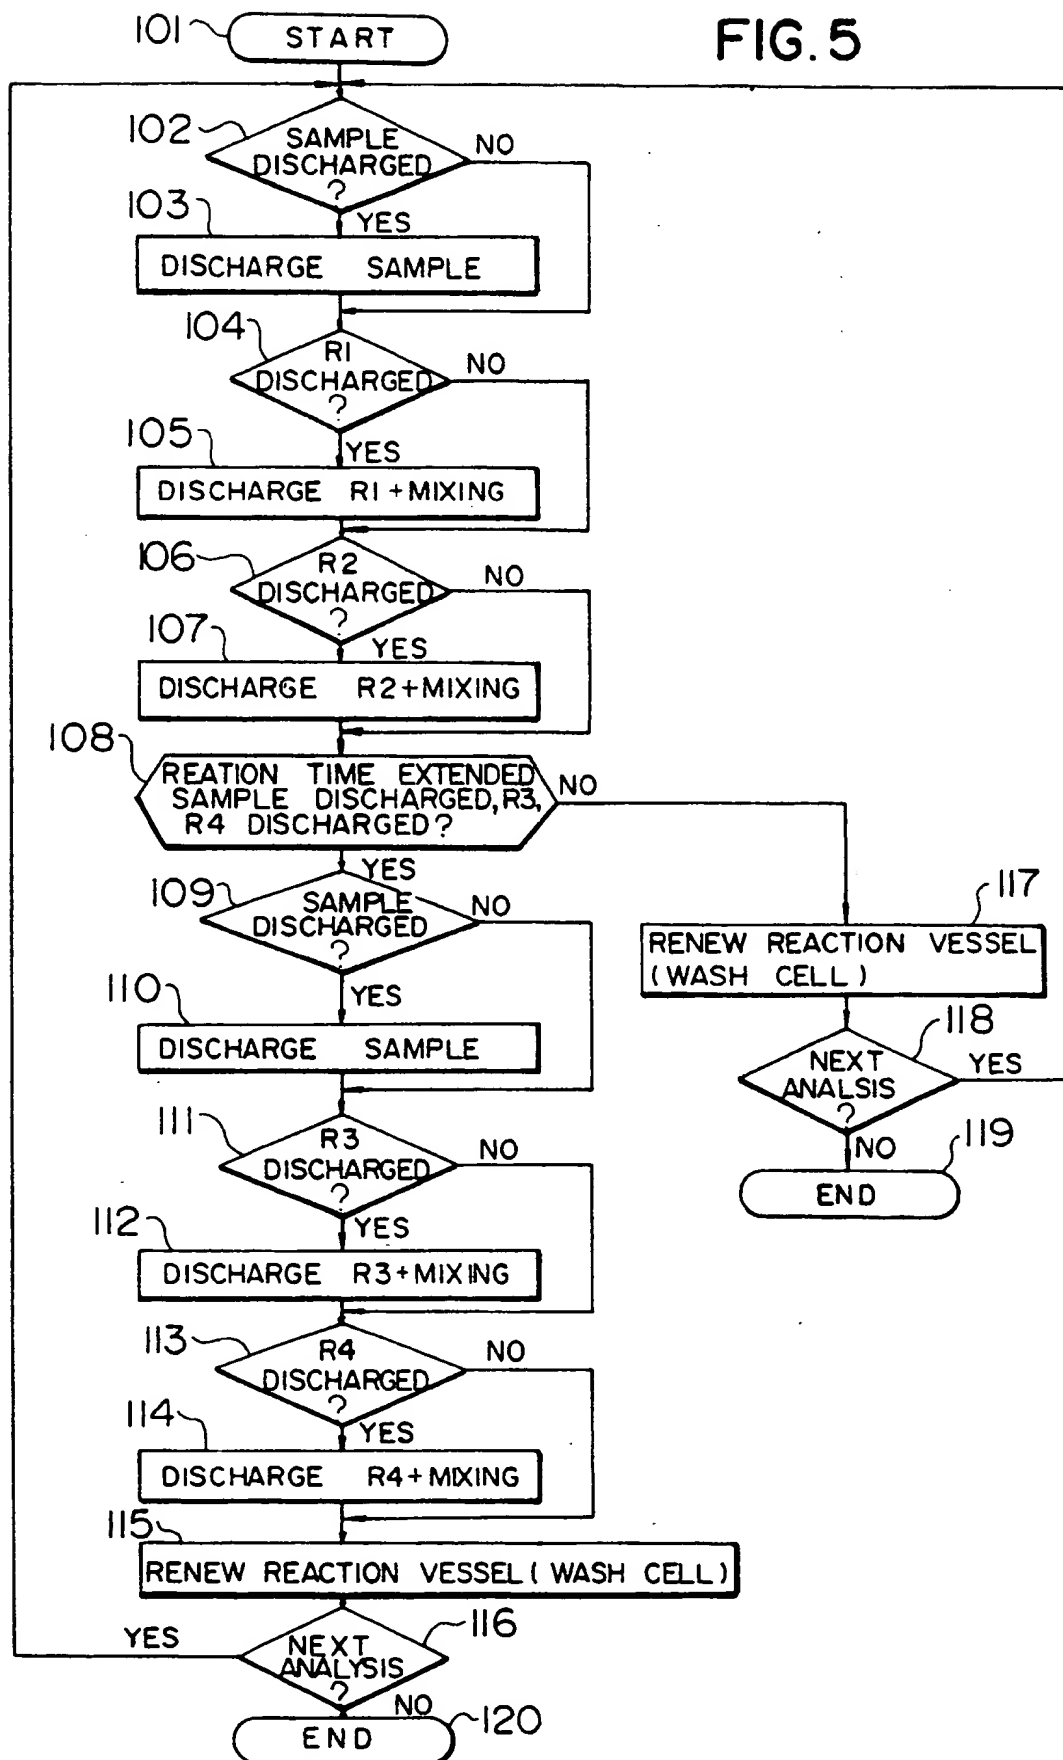 FIG. 5
101
START
102
SAMPLE
DISCHARGED
?
NO
YES
103
DISCHARGE SAMPLE
104
R1
DISCHARGED
?
NO
YES
105
DISCHARGE R1+MIXING
106
R2
DISCHARGED
?
NO
YES
107
DISCHARGE R2+MIXING
108
REATION TIME EXTENDED
SAMPLE DISCHARGED, R3,
R4 DISCHARGED?
NO
YES
109
SAMPLE
DISCHARGED
?
NO
YES
110
DISCHARGE SAMPLE
111
R3
DISCHARGED
?
NO
YES
112
DISCHARGE R3+MIXING
113
R4
DISCHARGED
?
NO
YES
114
DISCHARGE R4+MIXING
115
RENEW REACTION VESSEL (WASH CELL)
116
NEXT
ANALYSIS
?
YES
NO
END
120
117
RENEW REACTION VESSEL
(WASH CELL)
118
NEXT
ANALSIS
?
YES
NO
119
END